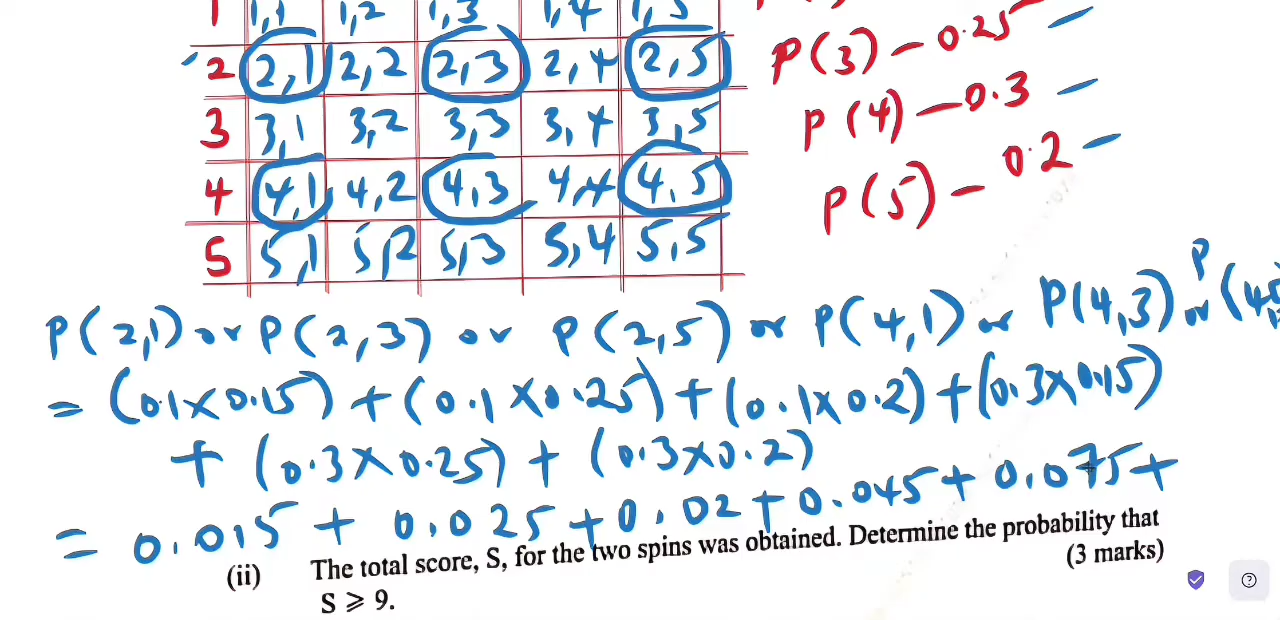 1 1,1 1,2 1,3 1,4 1,5
2 2,1 2,2 2,3 2,4 2,5 P(3) - 0.25 -
3 3,1 3,2 3,3 3,4 3,5 P(4) - 0.3 -
4 4,1 4,2 4,3 4,4 4,5 P(5) - 0.2 -
5 5,1 5,2 5,3 5,4 5,5
P(2,1) or P(2,3) or P(2,5) or P(4,1) or P(4,3) or P(4,5
= (0.1×0.15) + (0.1×0.25) + (0.1×0.2) + (0.3×0.15)
+ (0.3×0.25) + (0.3×0.2)
= 0.015 + 0.025 + 0.02 + 0.045 + 0.075 +
(ii) The total score, S, for the two spins was obtained. Determine the probability that
S ⩾ 9. (3 marks)